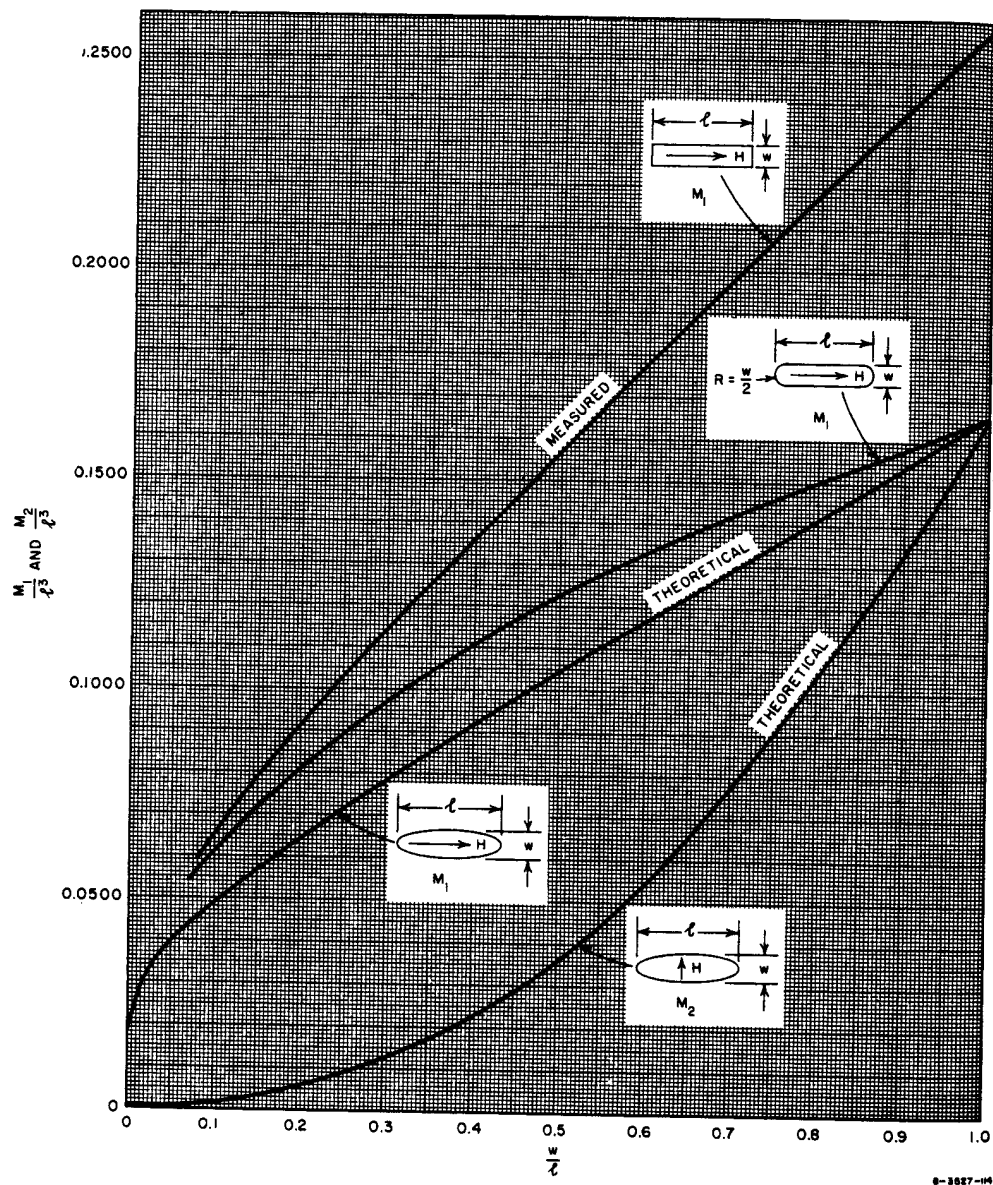 .2500
0.2000
0.1500
0.1000
0.0500
0
M₁/ℓ³ AND M₂/ℓ³
ℓ
H
w
M₁
MEASURED
ℓ
R = w/2
H
w
M₁
THEORETICAL
THEORETICAL
ℓ
H
w
M₁
ℓ
H
w
M₂
0 0.1 0.2 0.3 0.4 0.5 0.6 0.7 0.8 0.9 1.0
w/ℓ